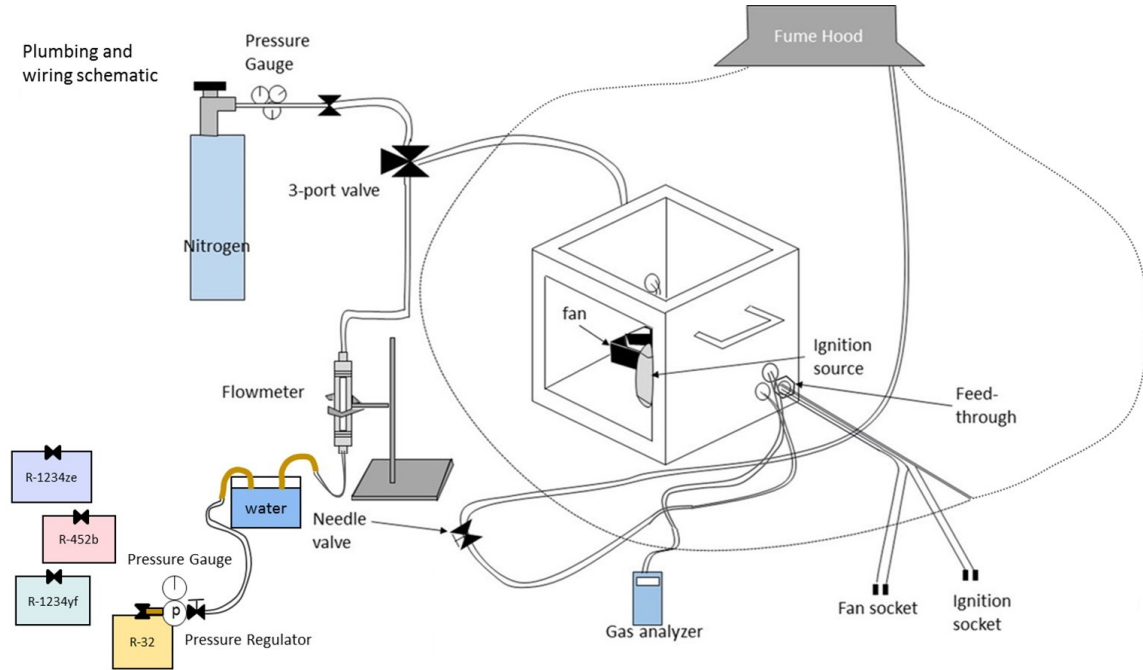 Plumbing and
wiring schematic
Pressure
Gauge
Fume Hood
3-port valve
Nitrogen
fan
Ignition
source
Flowmeter
Feed-
through
R-1234ze
water
R-452b
Needle
valve
Pressure Gauge
R-1234yf
p
Fan socket
Ignition
socket
Gas analyzer
R-32
Pressure Regulator